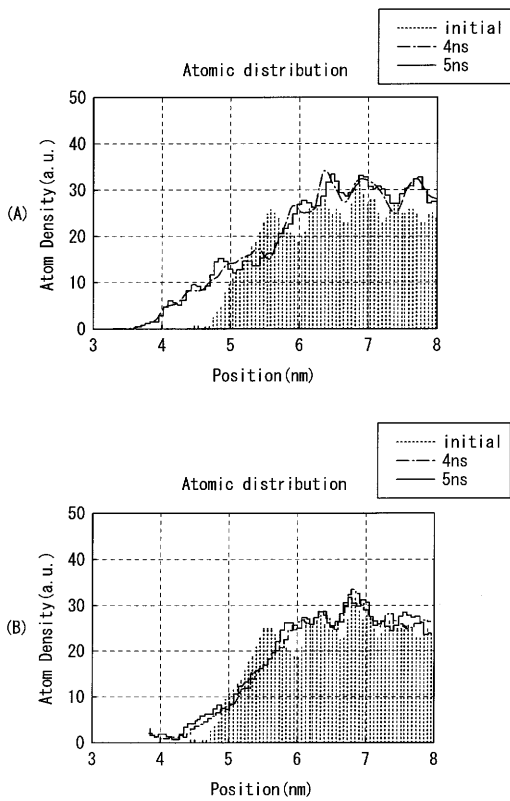 initial
4ns
5ns
Atomic distribution
(A)
Atom Density(a.u.)
50
40
30
20
10
0
3 4 5 6 7 8
Position(nm)
initial
4ns
5ns
Atomic distribution
(B)
Atom Density(a.u.)
50
40
30
20
10
0
3 4 5 6 7 8
Position(nm)